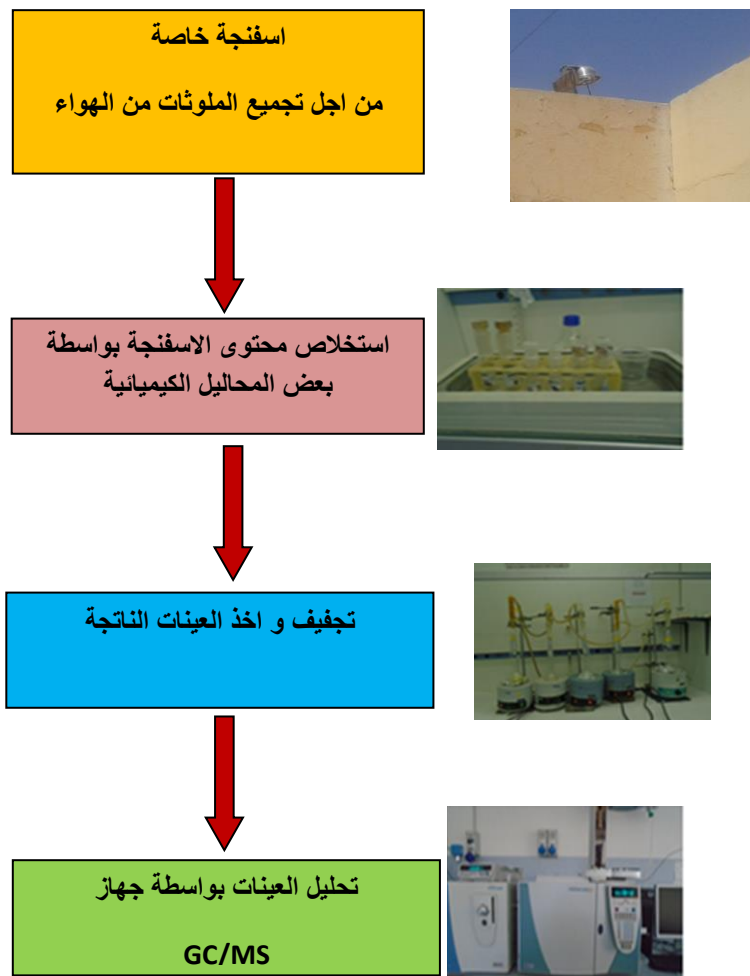 اسفنجة خاصة
من اجل تجميع الملوثات من الهواء
استخلاص محتوى الاسفنجة بواسطة
بعض المحاليل الكيميائية
تجفيف و اخذ العينات الناتجة
تحليل العينات بواسطة جهاز
GC/MS